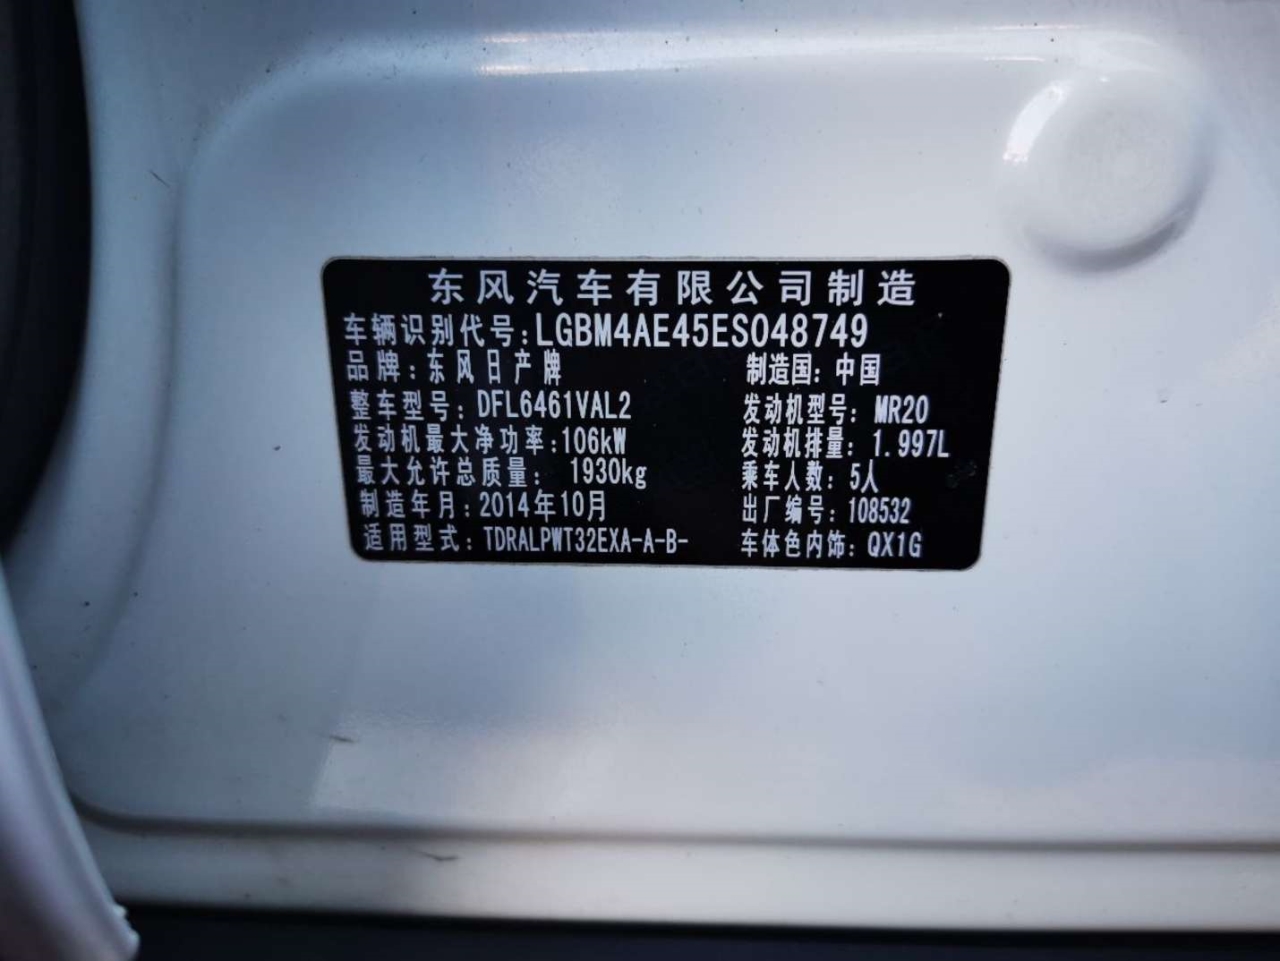 东风汽车有限公司制造
车辆识别代号:LGBM4AE45ES048749
品牌:东风日产牌 制造国:中国
整车型号:DFL6461VAL2 发动机型号:MR20
发动机最大净功率:106kW 发动机排量:1.997L
最大允许总质量: 1930kg 乘车人数:5人
制造年月:2014年10月 出厂编号:108532
适用型式:TDRALPWT32EXA-A-B- 车体色内饰:QX1G